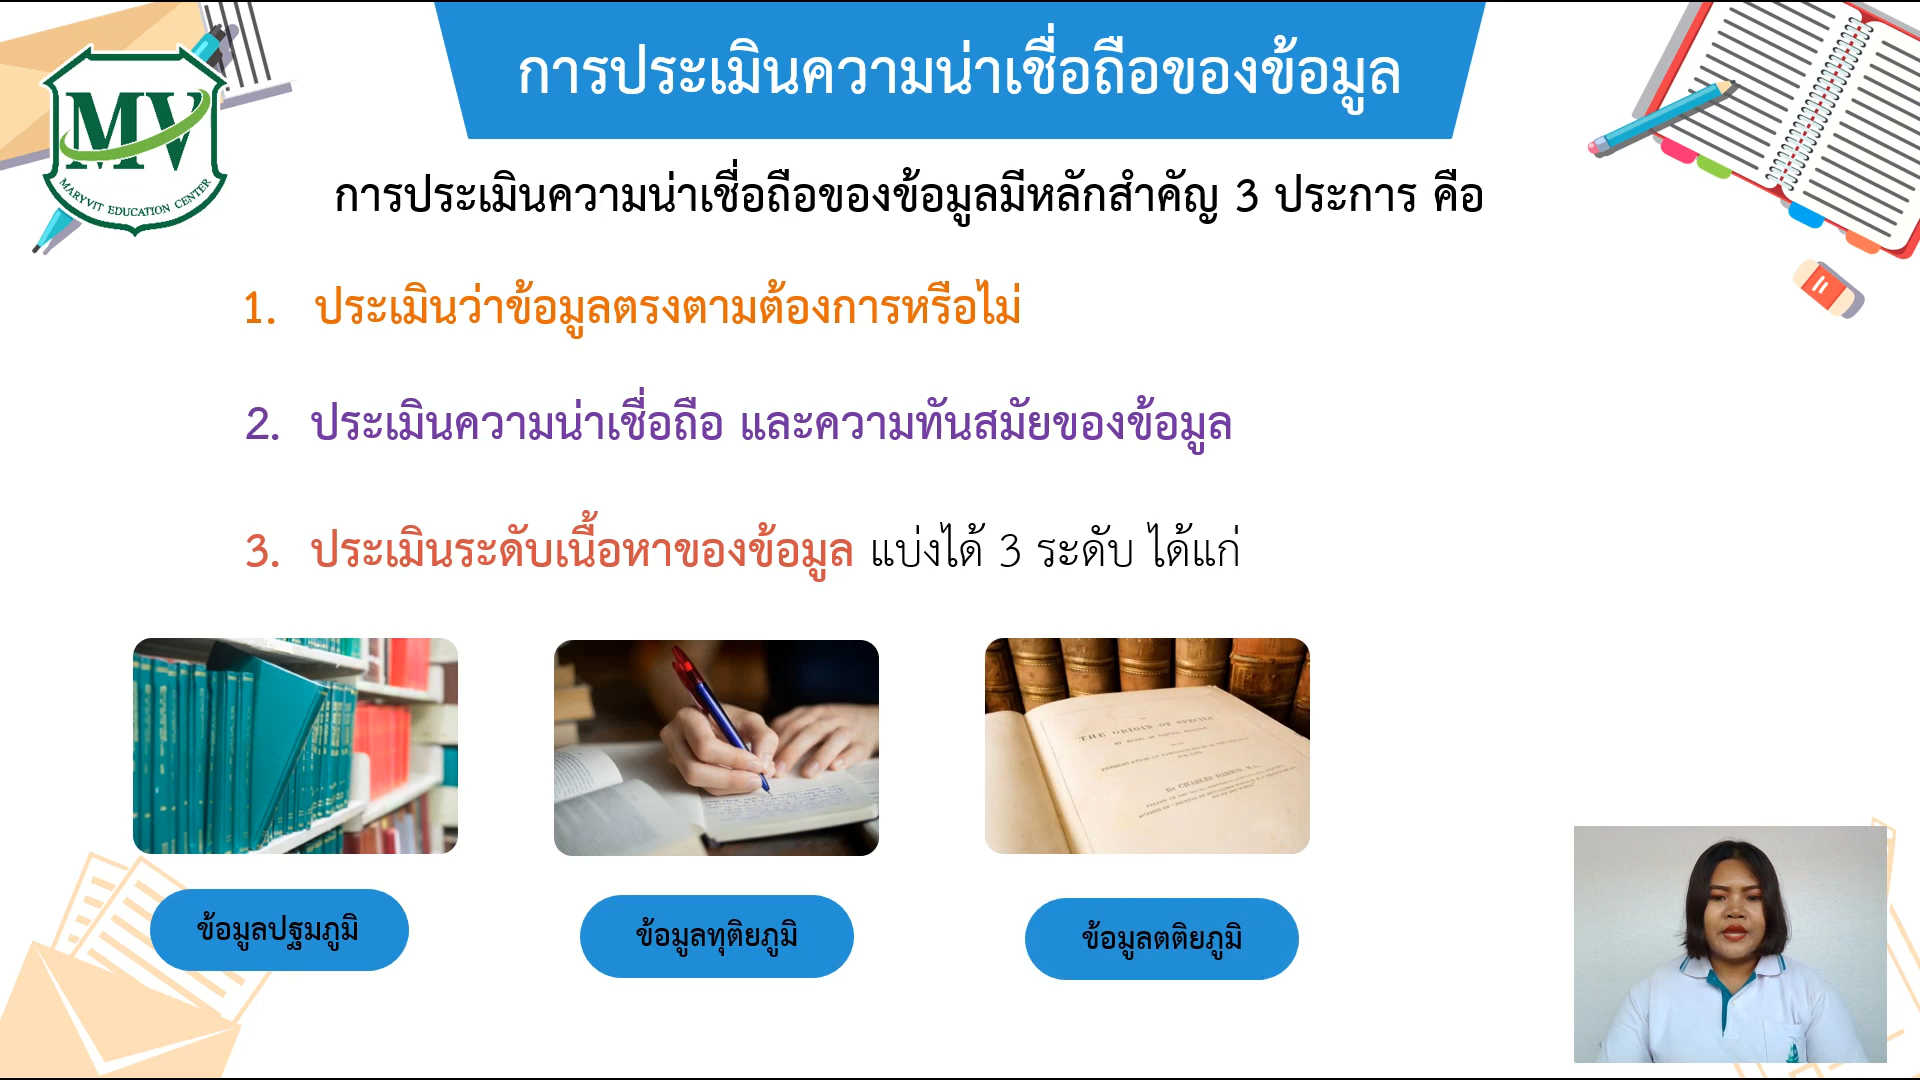 การประเมินความน่าเชื่อถือของข้อมูล
MV
MARYVIT EDUCATION CENTER
การประเมินความน่าเชื่อถือของข้อมูลมีหลักสำคัญ 3 ประการ คือ
1. ประเมินว่าข้อมูลตรงตามต้องการหรือไม่
2. ประเมินความน่าเชื่อถือ และความทันสมัยของข้อมูล
3. ประเมินระดับเนื้อหาของข้อมูล แบ่งได้ 3 ระดับ ได้แก่
THE ORIGIN OF SPECIES
By CHARLES DARWIN, M.A.,
ข้อมูลปฐมภูมิ
ข้อมูลทุติยภูมิ
ข้อมูลตติยภูมิ